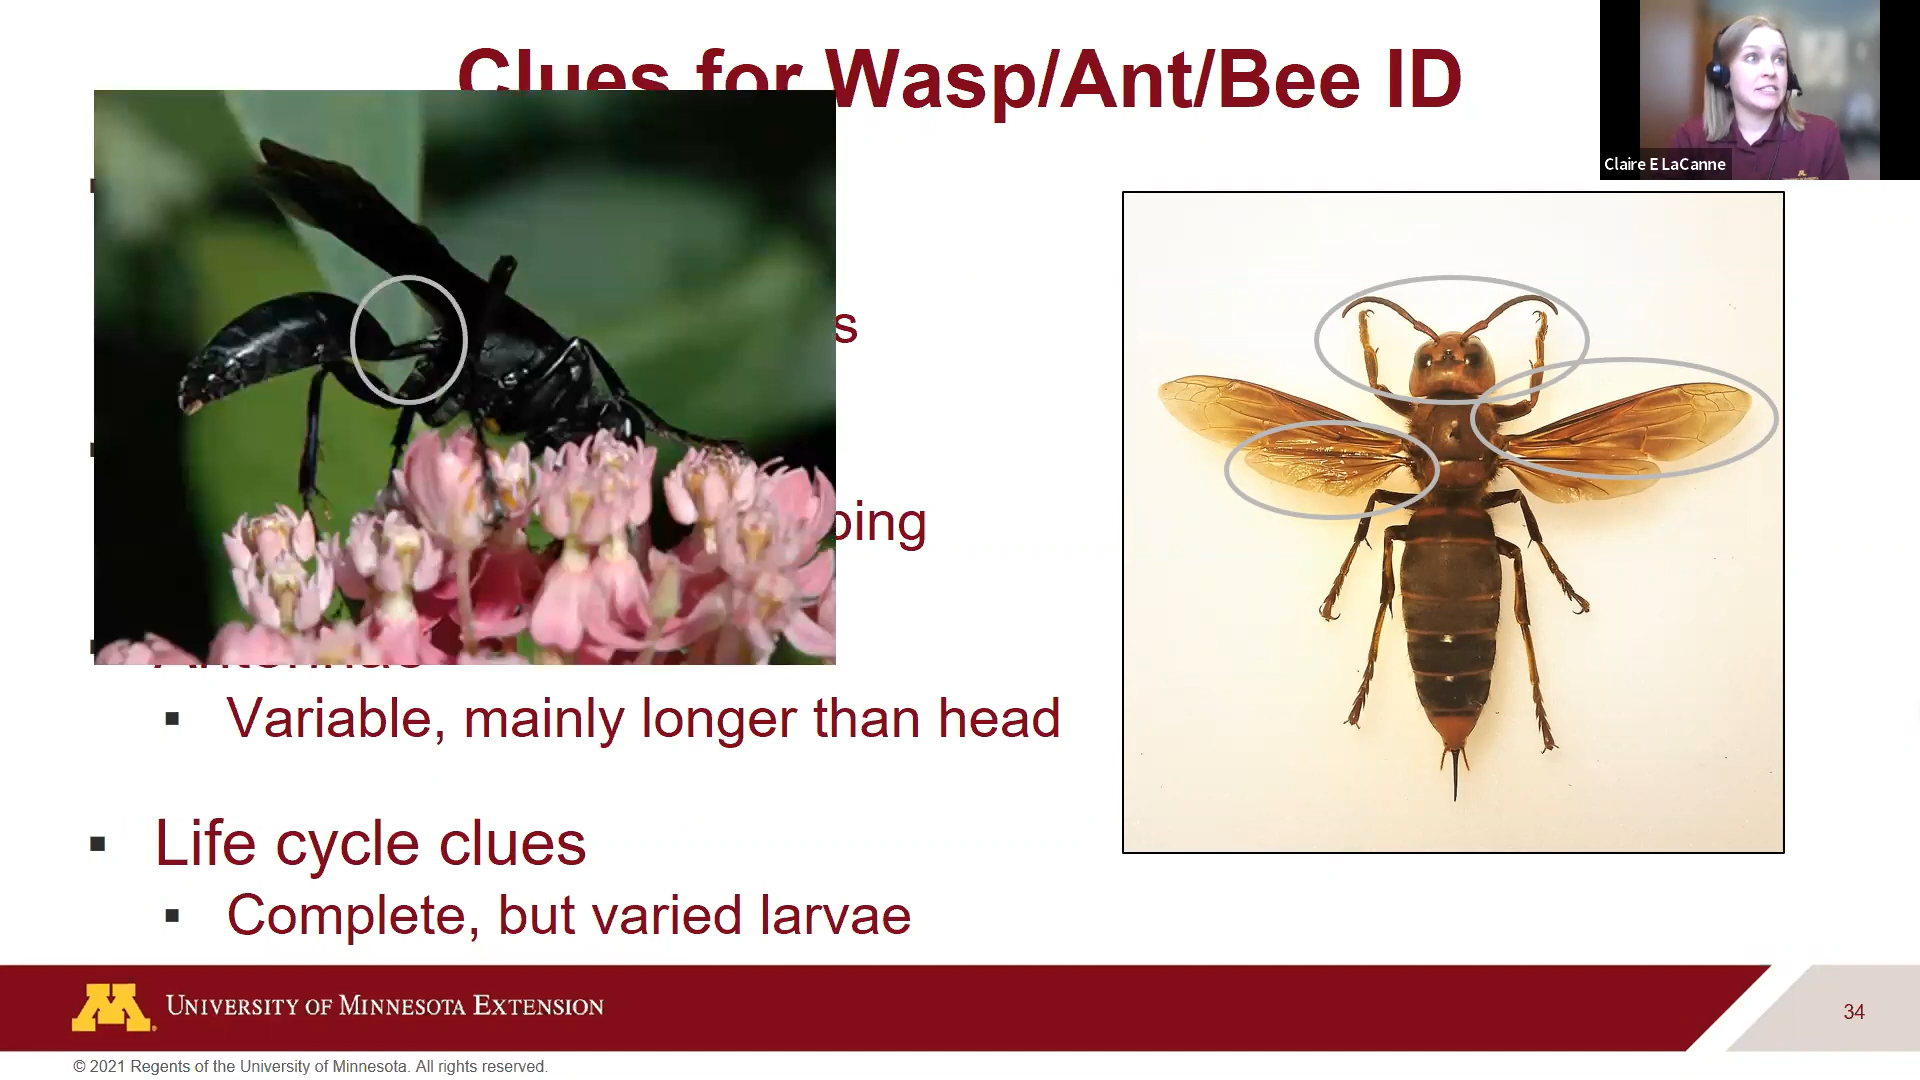 Clues for Wasp/Ant/Bee ID
Claire E LaCanne
Antennae
Variable, mainly longer than head
Life cycle clues
Complete, but varied larvae
UNIVERSITY OF MINNESOTA EXTENSION
34
© 2021 Regents of the University of Minnesota. All rights reserved.